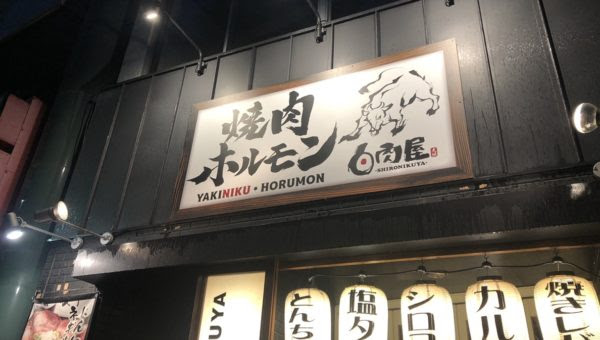 焼肉
ホルモン
YAKINIKU・HORUMON
白肉屋
-SHIRONIKUYA-
UYA
とんち
塩タ
シロコ
カル
焼きレバ